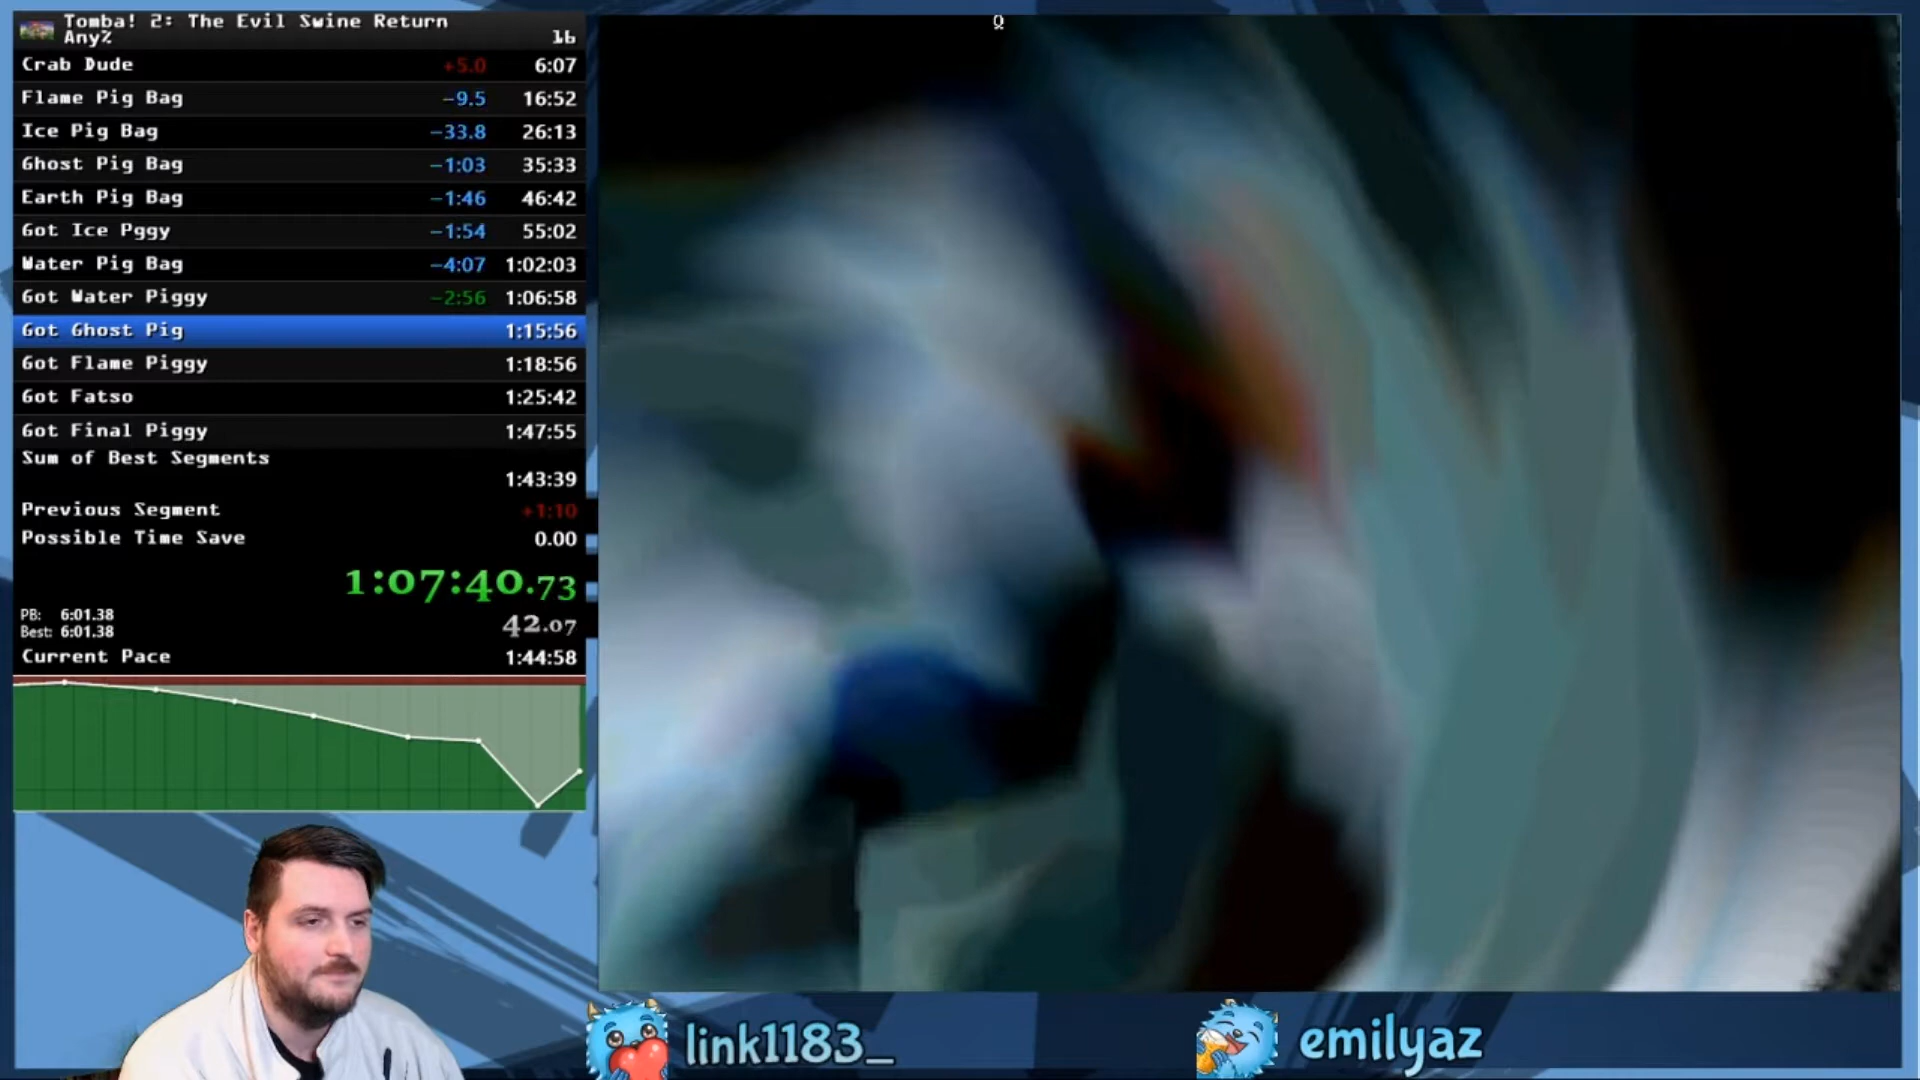 Tomba! 2: The Evil Swine Return
Any% 16
Crab Dude +5.0 6:07
Flame Pig Bag −9.5 16:52
Ice Pig Bag −33.8 26:13
Ghost Pig Bag −1:03 35:33
Earth Pig Bag −1:46 46:42
Got Ice Pggy −1:54 55:02
Water Pig Bag −4:07 1:02:03
Got Water Piggy −2:56 1:06:58
Got Ghost Pig 1:15:56
Got Flame Piggy 1:18:56
Got Fatso 1:25:42
Got Final Piggy 1:47:55
Sum of Best Segments
1:43:39
Previous Segment +1:10
Possible Time Save 0.00
1:07:40.73
PB: 6:01.38
Best: 6:01.38
42.07
Current Pace 1:44:58
link1183_
emilyaz